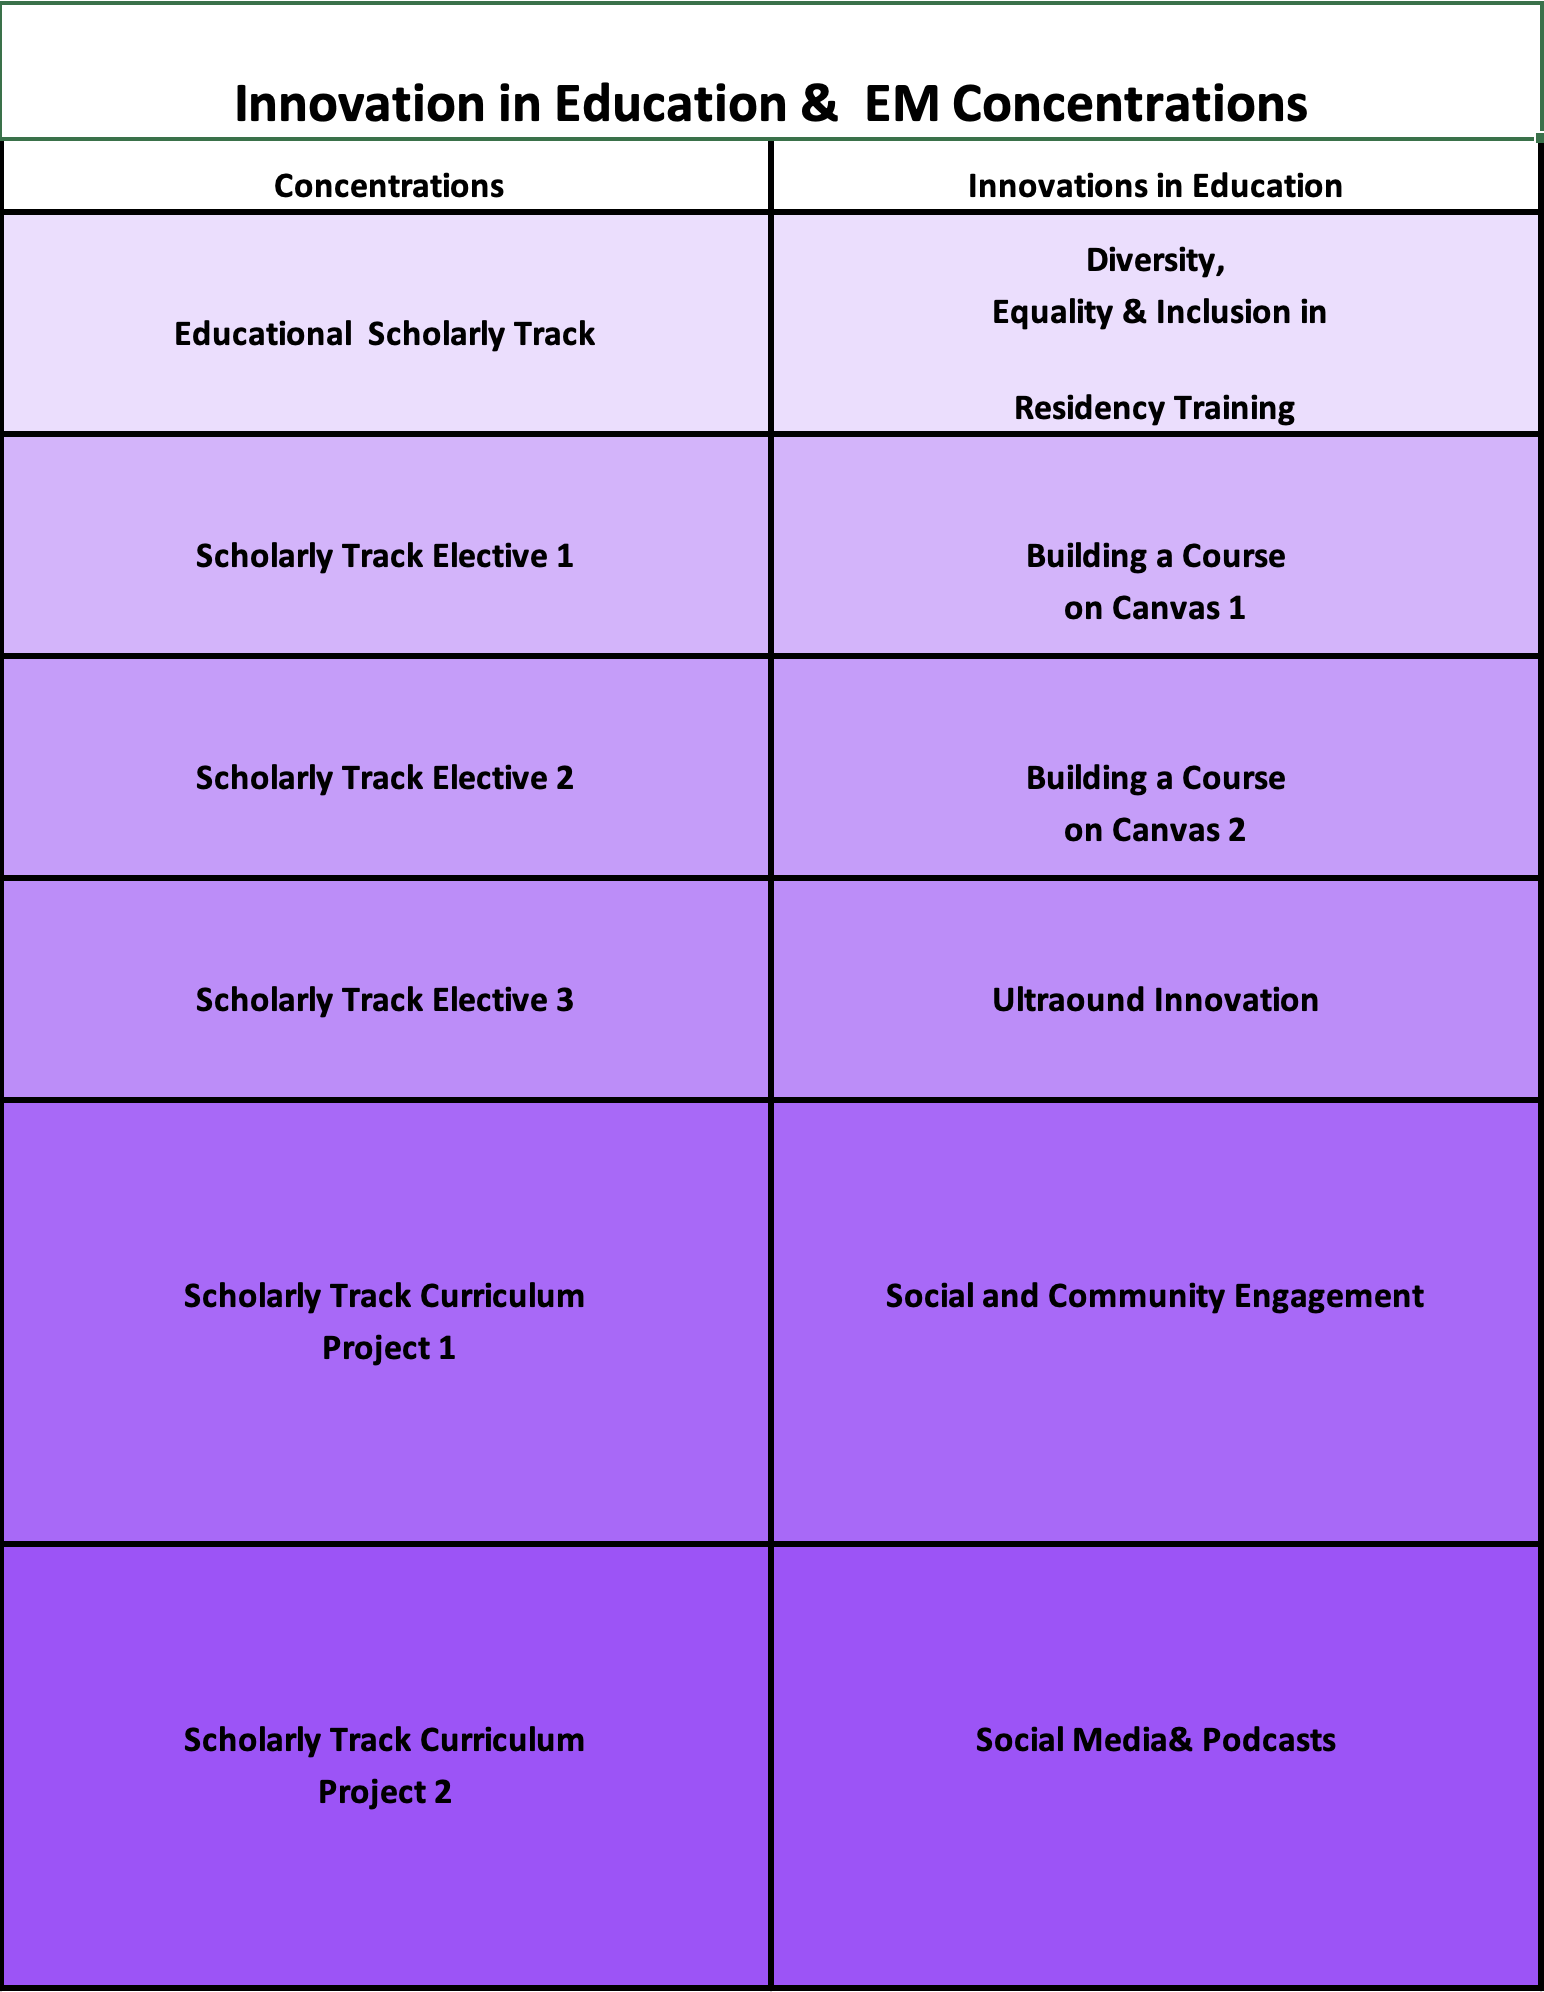 Innovation in Education &  EM Concentrations
Concentrations
Innovations in Education
Educational  Scholarly Track
Diversity,
Equality & Inclusion in
Residency Training
Scholarly Track Elective 1
Building a Course
on Canvas 1
Scholarly Track Elective 2
Building a Course
on Canvas 2
Scholarly Track Elective 3
Ultraound Innovation
Scholarly Track Curriculum
Project 1
Social and Community Engagement
Scholarly Track Curriculum
Project 2
Social Media& Podcasts